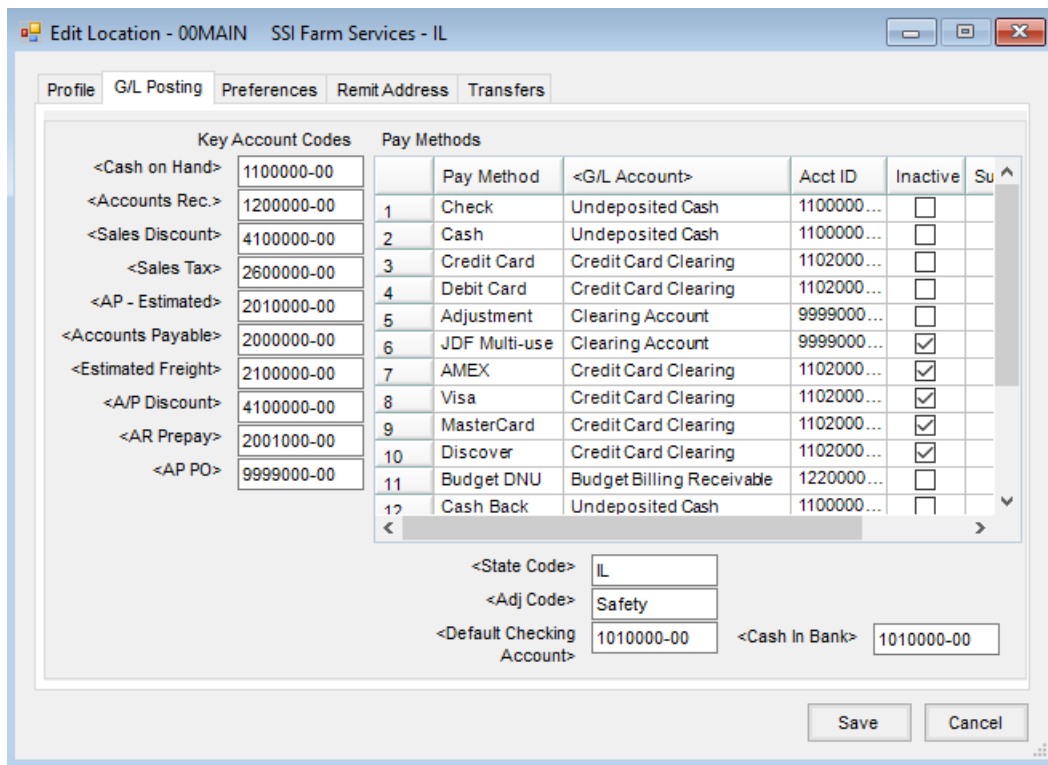 Edit Location - 00MAIN SSI Farm Services - IL
Profile G/L Posting Preferences Remit Address Transfers
Key Account Codes
<Cash on Hand> 1100000-00
<Accounts Rec.> 1200000-00
<Sales Discount> 4100000-00
<Sales Tax> 2600000-00
<AP - Estimated> 2010000-00
<Accounts Payable> 2000000-00
<Estimated Freight> 2100000-00
<A/P Discount> 4100000-00
<AR Prepay> 2001000-00
<AP PO> 9999000-00
Pay Methods
Pay Method <G/L Account> Acct ID Inactive Su
1 Check Undeposited Cash 1100000...
2 Cash Undeposited Cash 1100000...
3 Credit Card Credit Card Clearing 1102000...
4 Debit Card Credit Card Clearing 1102000...
5 Adjustment Clearing Account 9999000...
6 JDF Multi-use Clearing Account 9999000...
7 AMEX Credit Card Clearing 1102000...
8 Visa Credit Card Clearing 1102000...
9 MasterCard Credit Card Clearing 1102000...
10 Discover Credit Card Clearing 1102000...
11 Budget DNU Budget Billing Receivable 1220000...
12 Cash Back Undeposited Cash 1100000...
<State Code> IL
<Adj Code> Safety
<Default Checking
Account> 1010000-00
<Cash In Bank> 1010000-00
Save Cancel